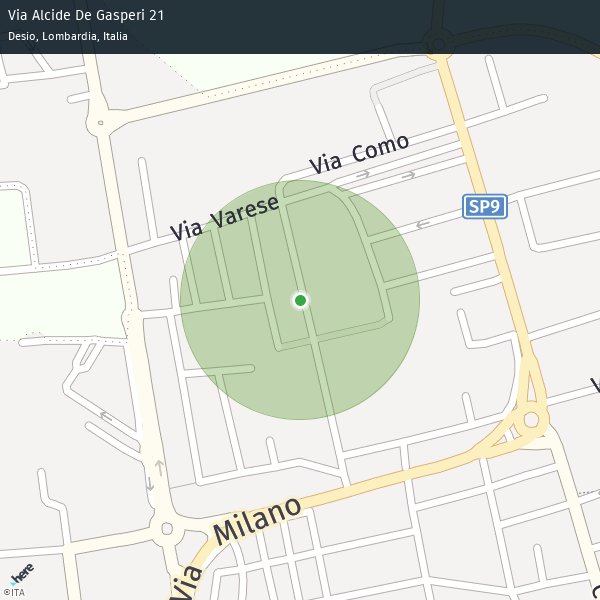 Via Alcide De Gasperi 21
Desio, Lombardia, Italia
Via Como
Via Varese
SP9
V
Via Milano
here
©ITA